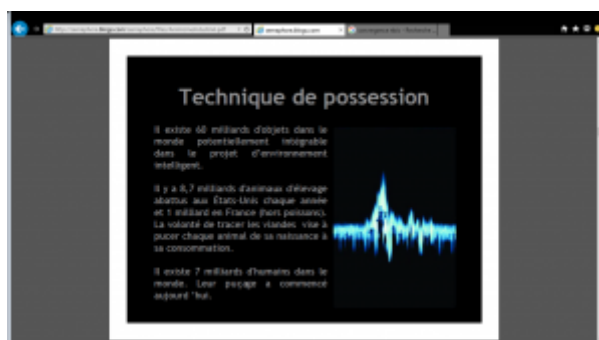 semaphore.blogs.com
Technique de possession
Il existe 60 milliards d'objets dans le
monde potentiellement intégrable
dans le projet d'environnement
intelligent.
Il y a 8,7 milliards d'animaux d'élevage
abattus aux États-Unis chaque année
et 1 milliard en France (hors poissons).
La volonté de tracer les viandes vise à
pucer chaque animal de sa naissance à
sa consommation.
Il existe 7 milliards d'humains dans le
monde. Leur puçage a commencé
aujourd 'hui.